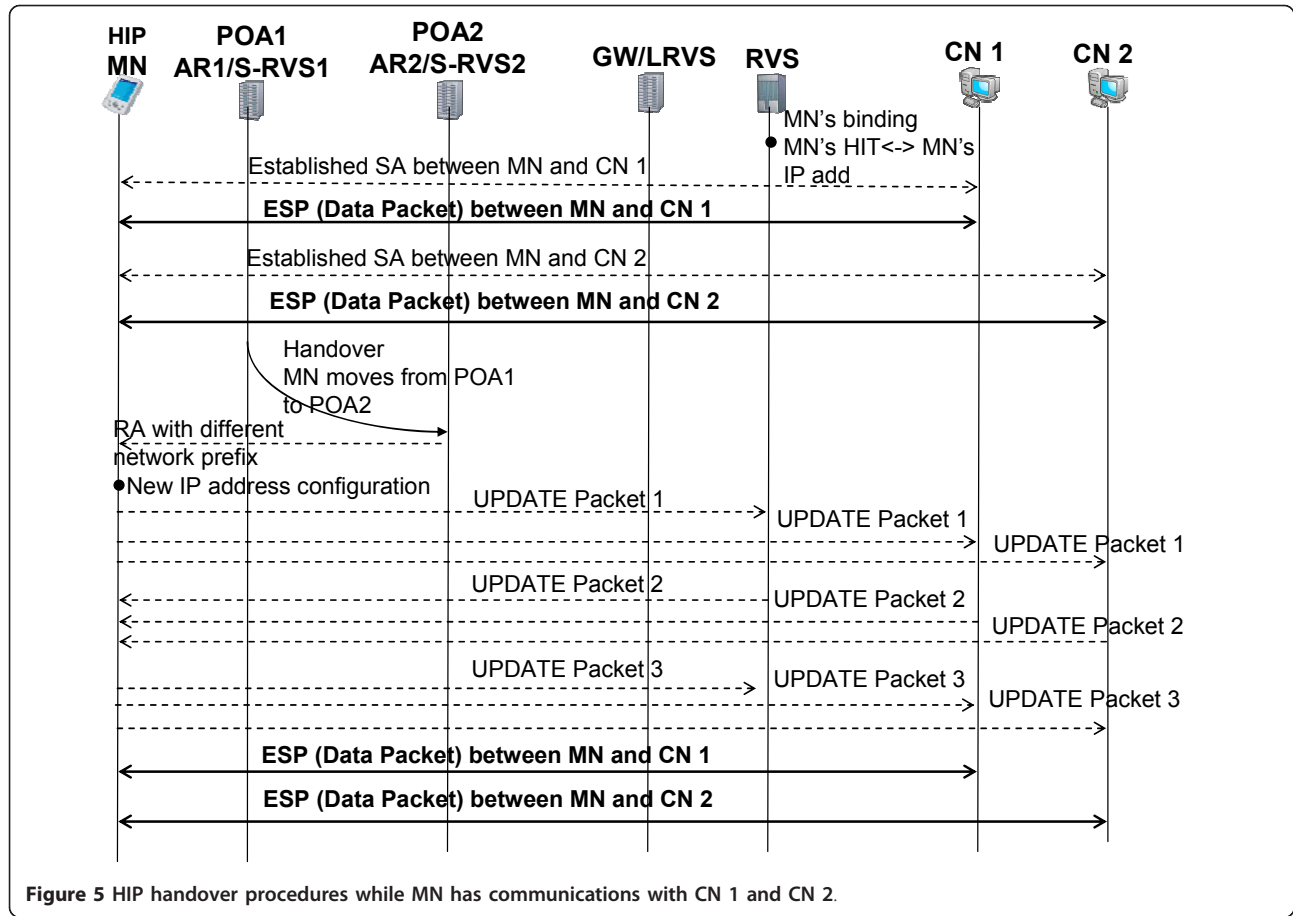 HIP
MN
POA1
AR1/S-RVS1
POA2
AR2/S-RVS2
GW/LRVS
RVS
CN 1
CN 2
MN's binding
MN's HIT<-> MN's
IP add
Established SA between MN and CN 1
ESP (Data Packet) between MN and CN 1
Established SA between MN and CN 2
ESP (Data Packet) between MN and CN 2
Handover
MN moves from POA1
to POA2
RA with different
network prefix
New IP address configuration
UPDATE Packet 1
UPDATE Packet 1
UPDATE Packet 1
UPDATE Packet 2
UPDATE Packet 2
UPDATE Packet 2
UPDATE Packet 3
UPDATE Packet 3
UPDATE Packet 3
ESP (Data Packet) between MN and CN 1
ESP (Data Packet) between MN and CN 2
Figure 5 HIP handover procedures while MN has communications with CN 1 and CN 2.